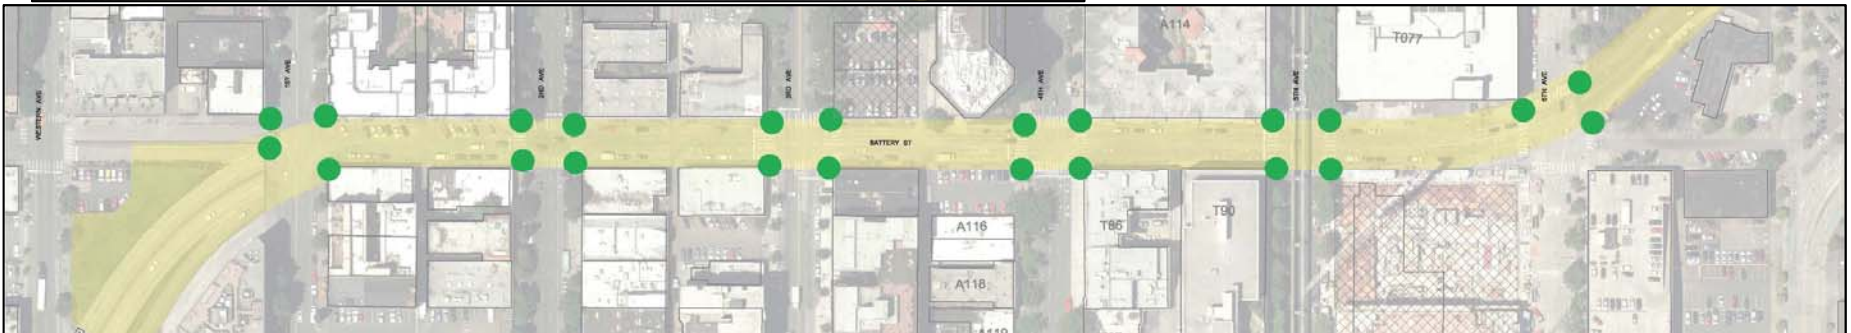 A114
T077
WESTERN AVE
1ST AVE
2ND AVE
3RD AVE
4TH AVE
5TH AVE
6TH AVE
BATTERY ST
A116
T86
T90
A118